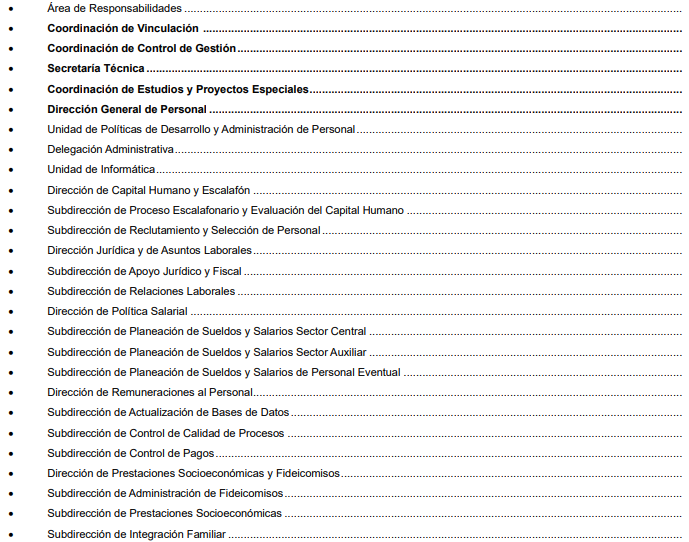 • Área de Responsabilidades ................................................................
• Coordinación de Vinculación ................................................................
• Coordinación de Control de Gestión ................................................................
• Secretaría Técnica ................................................................
• Coordinación de Estudios y Proyectos Especiales ................................................................
• Dirección General de Personal ................................................................
• Unidad de Políticas de Desarrollo y Administración de Personal ................................................................
• Delegación Administrativa ................................................................
• Unidad de Informática ................................................................
• Dirección de Capital Humano y Escalafón ................................................................
• Subdirección de Proceso Escalafonario y Evaluación del Capital Humano ................................................................
• Subdirección de Reclutamiento y Selección de Personal ................................................................
• Dirección Jurídica y de Asuntos Laborales ................................................................
• Subdirección de Apoyo Jurídico y Fiscal ................................................................
• Subdirección de Relaciones Laborales ................................................................
• Dirección de Política Salarial ................................................................
• Subdirección de Planeación de Sueldos y Salarios Sector Central ................................................................
• Subdirección de Planeación de Sueldos y Salarios Sector Auxiliar ................................................................
• Subdirección de Planeación de Sueldos y Salarios de Personal Eventual ................................................................
• Dirección de Remuneraciones al Personal ................................................................
• Subdirección de Actualización de Bases de Datos ................................................................
• Subdirección de Control de Calidad de Procesos ................................................................
• Subdirección de Control de Pagos ................................................................
• Dirección de Prestaciones Socioeconómicas y Fideicomisos ................................................................
• Subdirección de Administración de Fideicomisos ................................................................
• Subdirección de Prestaciones Socioeconómicas ................................................................
• Subdirección de Integración Familiar ................................................................